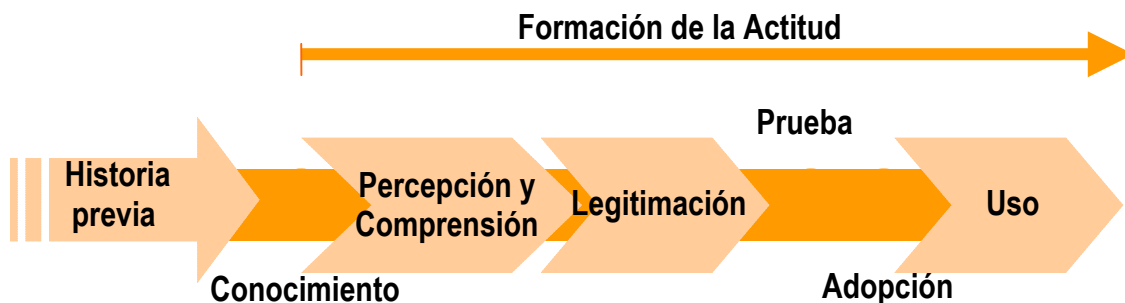 Formación de la Actitud
Prueba
Historia
previa
Percepción y
Comprensión
Legitimación
Uso
Conocimiento
Adopción